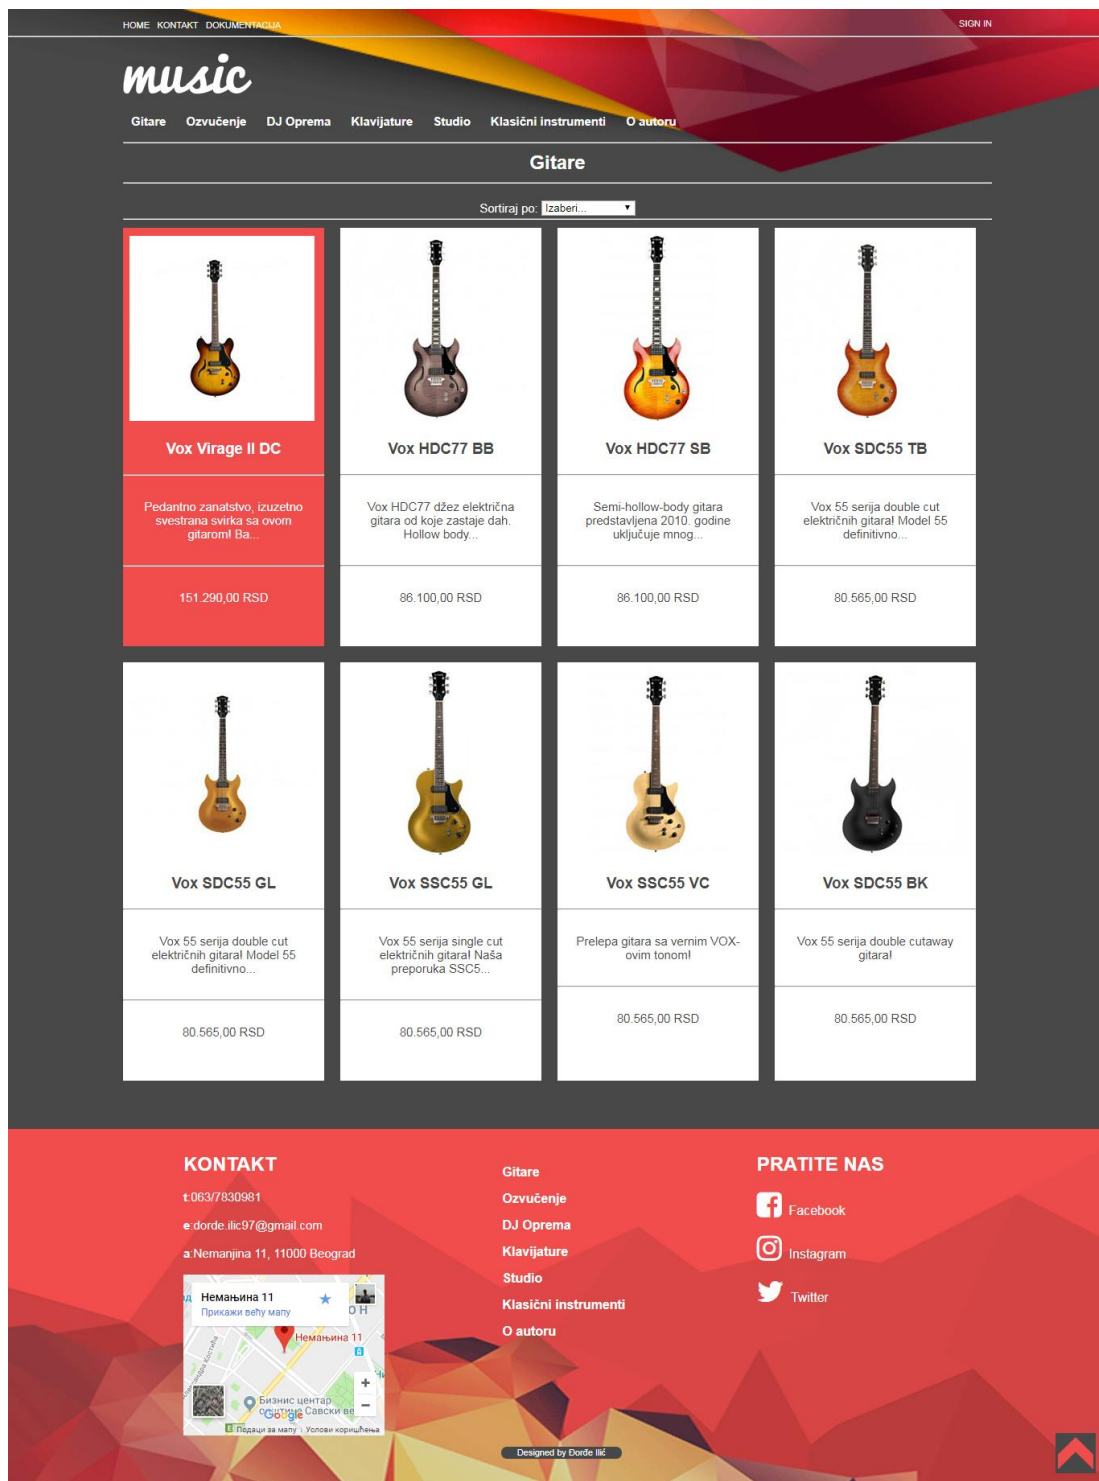 HOME KONTAKT DOKUMENTACIJA SIGN IN
music
Gitare Ozvučenje DJ Oprema Klavijature Studio Klasični instrumenti O autoru
Gitare
Sortiraj po: Izaberi...
Vox Virage II DC
Pedantno zanatstvo, izuzetno
svestrana svirka sa ovom
gitarom! Ba...
151.290,00 RSD
Vox HDC77 BB
Vox HDC77 džez električna
gitara od koje zastaje dah.
Hollow body...
86.100,00 RSD
Vox HDC77 SB
Semi-hollow-body gitara
predstavljena 2010. godine
uključuje mnog...
86.100,00 RSD
Vox SDC55 TB
Vox 55 serija double cut
električnih gitara! Model 55
definitivno...
80.565,00 RSD
Vox SDC55 GL
Vox 55 serija double cut
električnih gitara! Model 55
definitivno...
80.565,00 RSD
Vox SSC55 GL
Vox 55 serija single cut
električnih gitara! Naša
preporuka SSC5...
80.565,00 RSD
Vox SSC55 VC
Prelepa gitara sa vernim VOX-
ovim tonom!
80.565,00 RSD
Vox SDC55 BK
Vox 55 serija double cutaway
gitara!
80.565,00 RSD
KONTAKT
t:063/7830981
e:dorde.ilic97@gmail.com
a:Nemanjina 11, 11000 Beograd
Немањина 11
Прикажи већу мапу
Немањина 11
Бизнис центар
општине Савски ве
Google
Подаци за мапу Услови коришћења
Gitare
Ozvučenje
DJ Oprema
Klavijature
Studio
Klasični instrumenti
O autoru
PRATITE NAS
Facebook
Instagram
Twitter
Designed by Đorđe Ilić